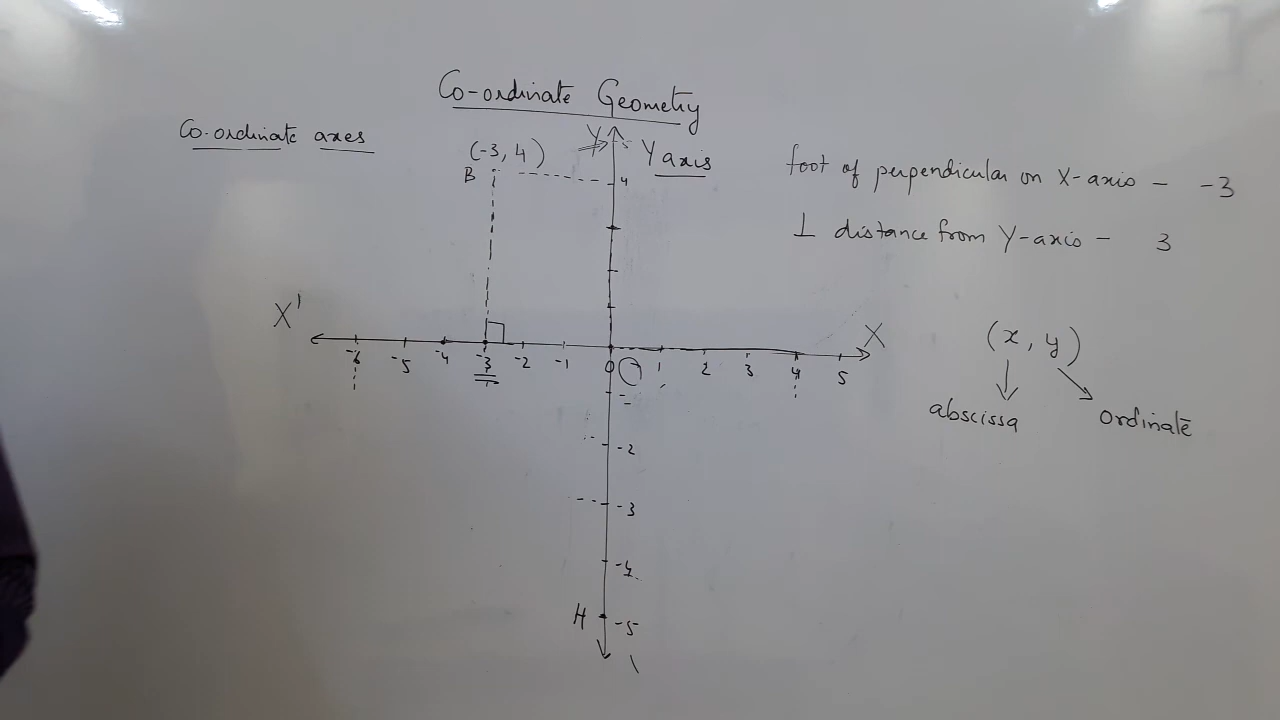 Co-ordinate Geometry
Co-ordinate axes
(-3, 4)
B
Y
Y axis
4
foot of perpendicular on X-axis - -3
⊥ distance from Y-axis - 3
X'
X
-6 -5 -4 -3 -2 -1 0 1 2 3 4 5
(x, y)
abscissa
ordinate
-2
-3
-4
H
-5